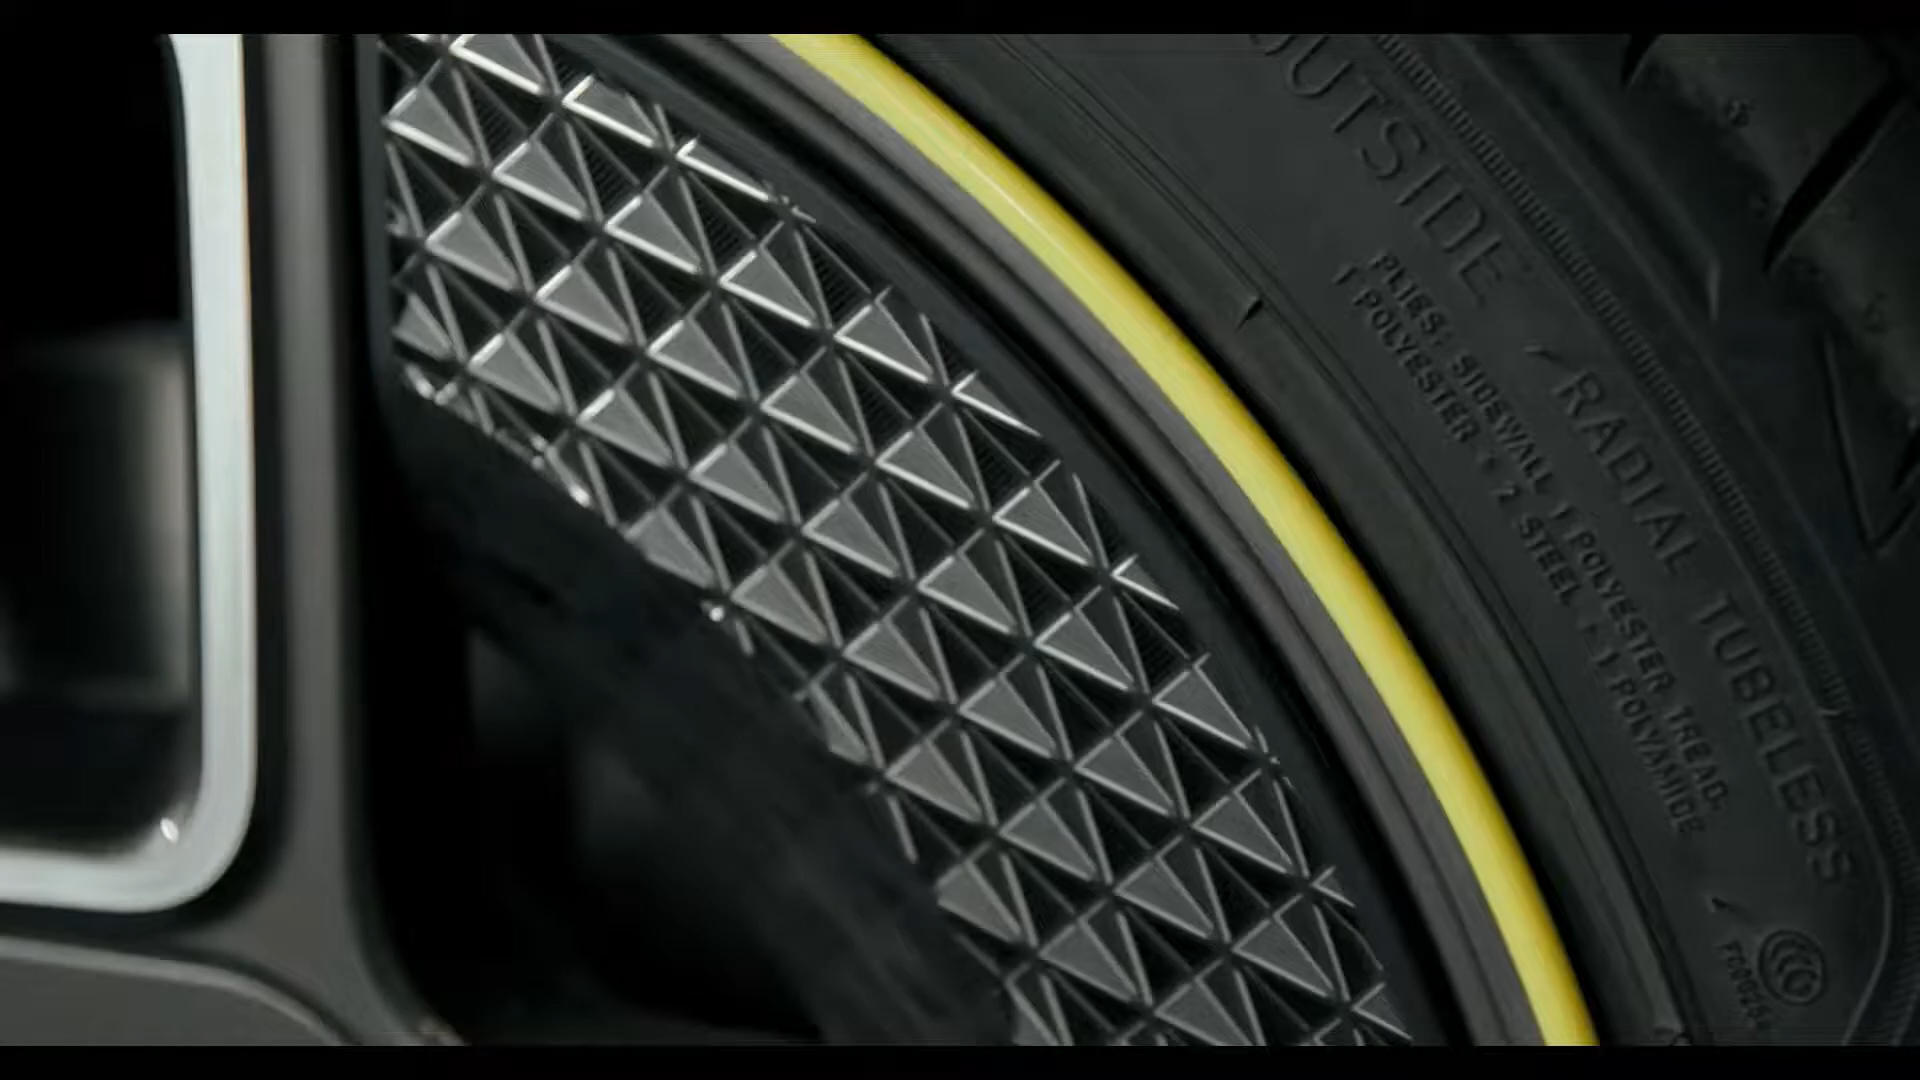 OUTSIDE
RADIAL TUBELESS
PLIES: SIDEWALL 1 POLYESTER TREAD:
1 POLYESTER + 2 STEEL + 1 POLYAMIDE